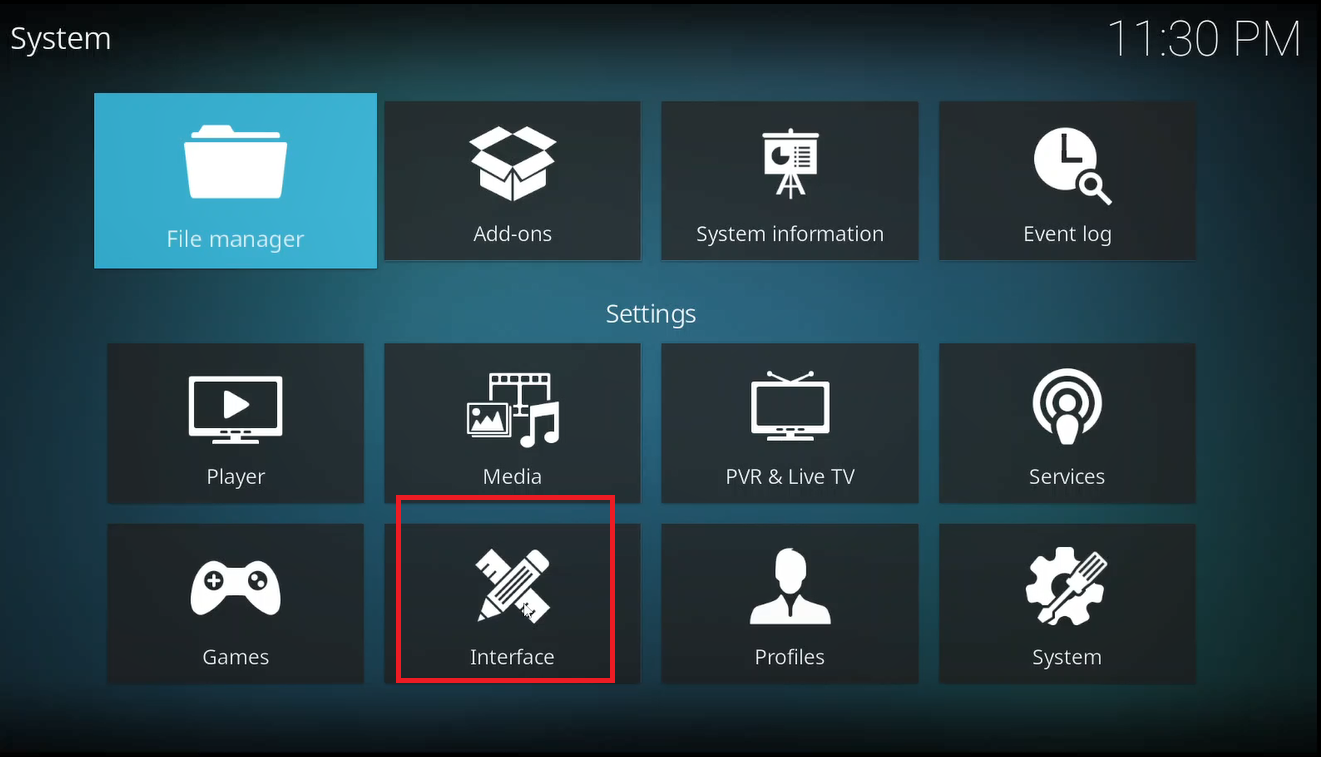 System
11:30 PM
File manager
Add-ons
System information
Event log
Settings
Player
Media
PVR & Live TV
Services
Games
Interface
Profiles
System